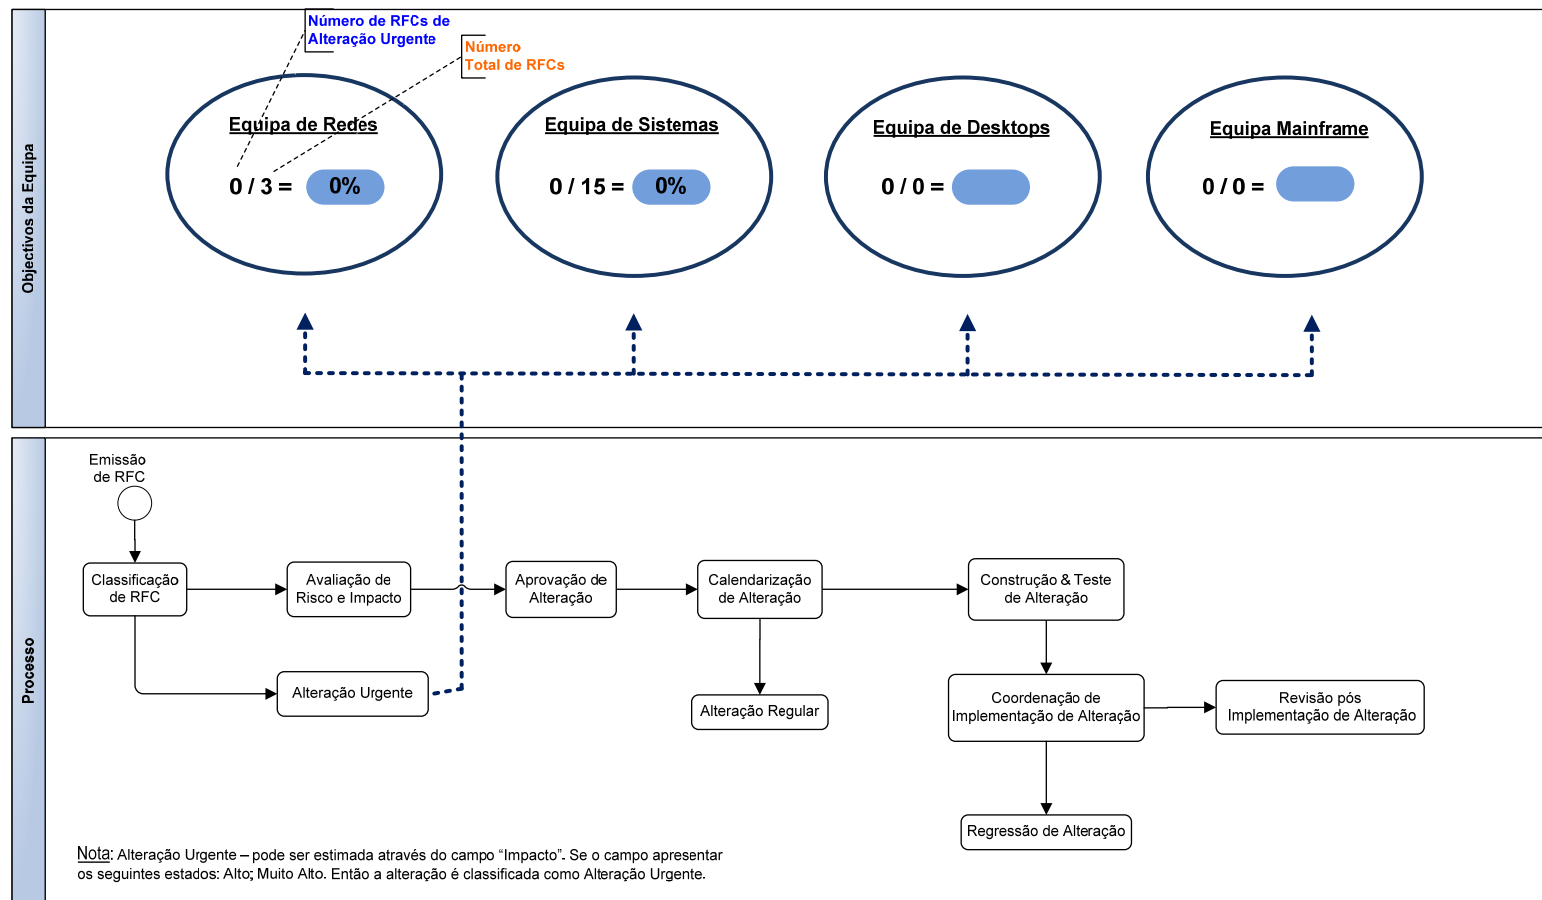 Objectivos da Equipa
Número de RFCs de
Alteração Urgente
Número
Total de RFCs
Equipa de Redes
0 / 3 = 0%
Equipa de Sistemas
0 / 15 = 0%
Equipa de Desktops
0 / 0 =
Equipa Mainframe
0 / 0 =
Processo
Emissão
de RFC
Classificação
de RFC
Avaliação de
Risco e Impacto
Aprovação de
Alteração
Calendarização
de Alteração
Construção & Teste
de Alteração
Alteração Urgente
Alteração Regular
Coordenação de
Implementação de Alteração
Revisão pós
Implementação de Alteração
Regressão de Alteração
Nota: Alteração Urgente – pode ser estimada através do campo “Impacto”. Se o campo apresentar
os seguintes estados: Alto; Muito Alto. Então a alteração é classificada como Alteração Urgente.